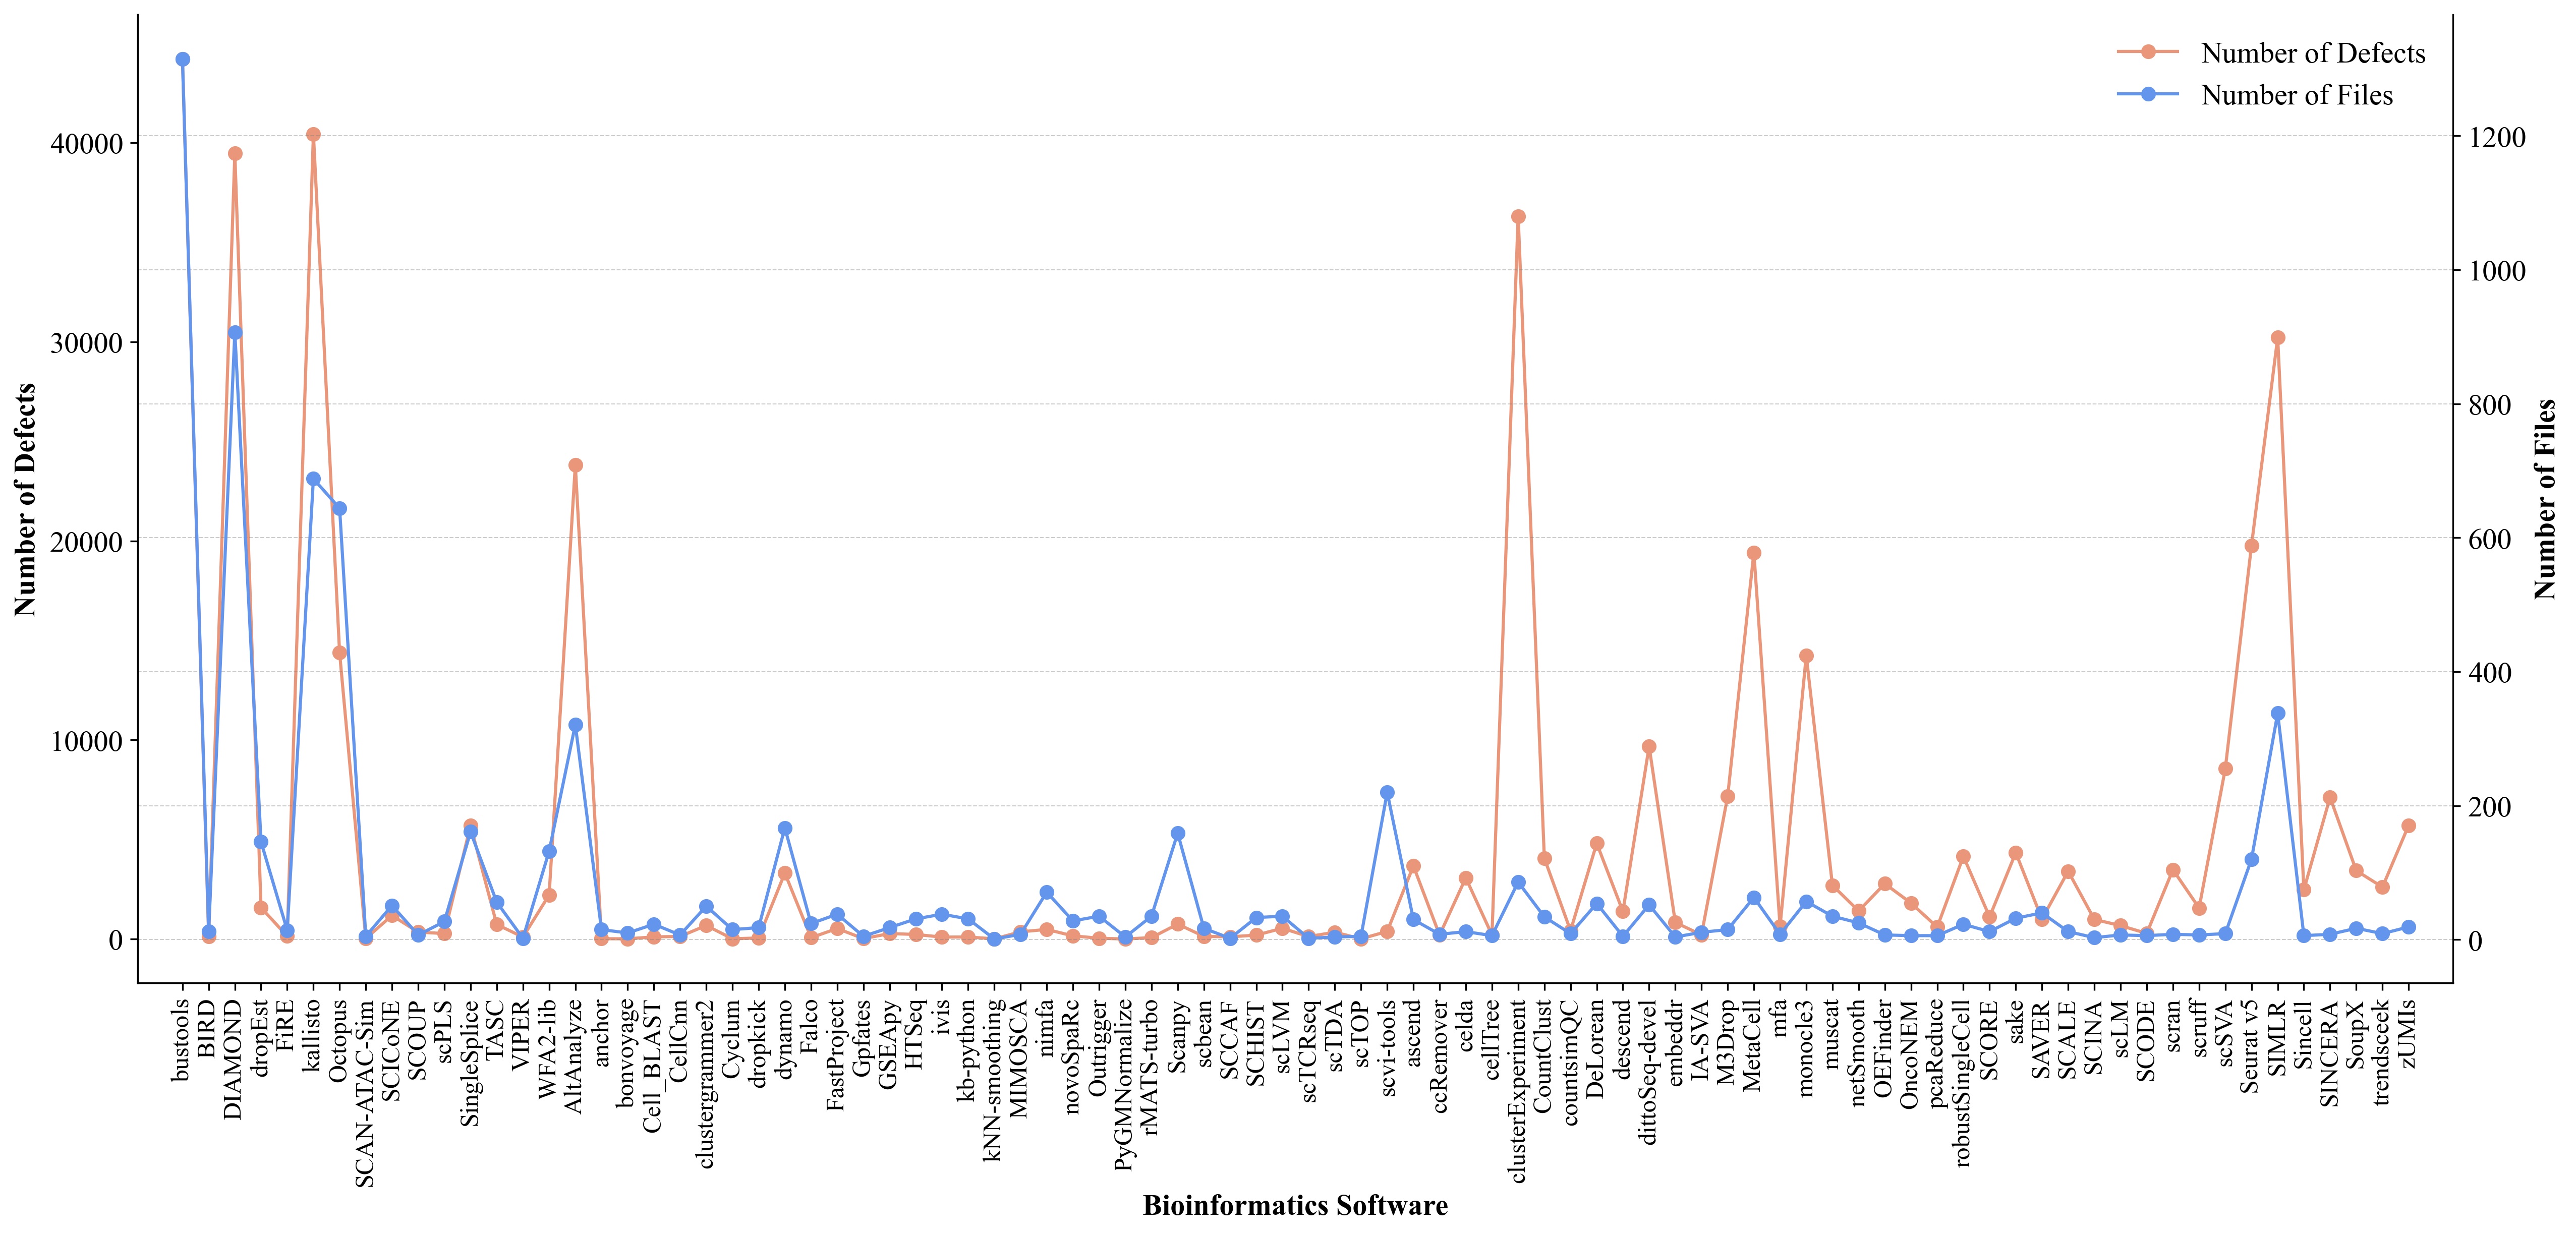 Number of Defects
Number of Files
40000
30000
20000
10000
0
Number of Defects
1200
1000
800
600
400
200
0
Number of Files
bustools
BIRD
DIAMOND
dropEst
FiRE
kallisto
Octopus
SCAN-ATAC-Sim
SCICoNE
SCOUP
scPLS
SingleSplice
TASC
VIPER
WFA2-lib
AltAnalyze
anchor
bonvoyage
Cell_BLAST
CellCnn
clustergrammer2
Cyclum
dropkick
dynamo
Falco
FastProject
Gpfates
GSEApy
HTSeq
ivis
kb-python
kNN-smoothing
MIMOSCA
nimfa
novoSpaRc
Outrigger
PyGMNormalize
rMATS-turbo
Scanpy
scbean
SCCAF
SCHIST
scLVM
scTCRseq
scTDA
scTOP
scvi-tools
ascend
ccRemover
celda
cellTree
clusterExperiment
CountClust
countsimQC
DeLorean
descend
dittoSeq-devel
embeddr
IA-SVA
M3Drop
MetaCell
mfa
monocle3
muscat
netSmooth
OEFinder
OncoNEM
pcaReduce
robustSingleCell
SCORE
sake
SAVER
SCALE
SCINA
scLM
SCODE
scran
scruff
scSVA
Seurat v5
SIMLR
Sincell
SINCERA
SoupX
trendsceek
zUMIs
Bioinformatics Software